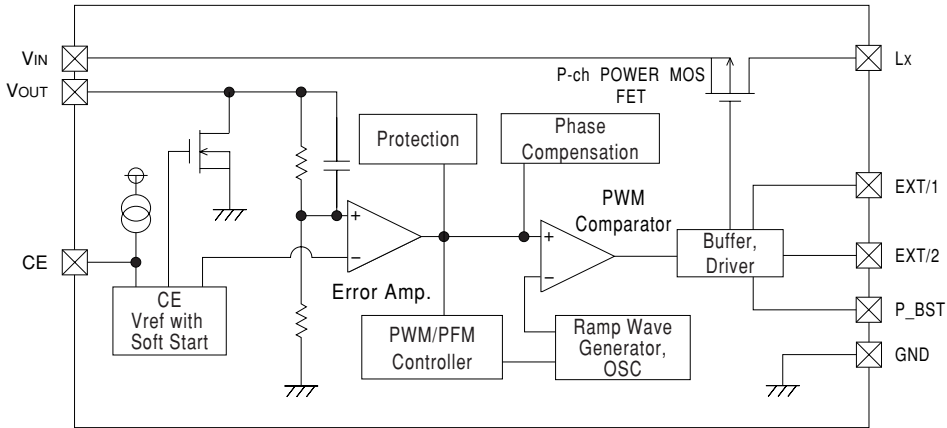 VIN
VOUT
CE
CE
Vref with
Soft Start
Protection
Phase
Compensation
P-ch POWER MOS
FET
+
−
Error Amp.
PWM
Comparator
+
−
PWM/PFM
Controller
Ramp Wave
Generator,
OSC
Buffer,
Driver
Lx
EXT/1
EXT/2
P_BST
GND